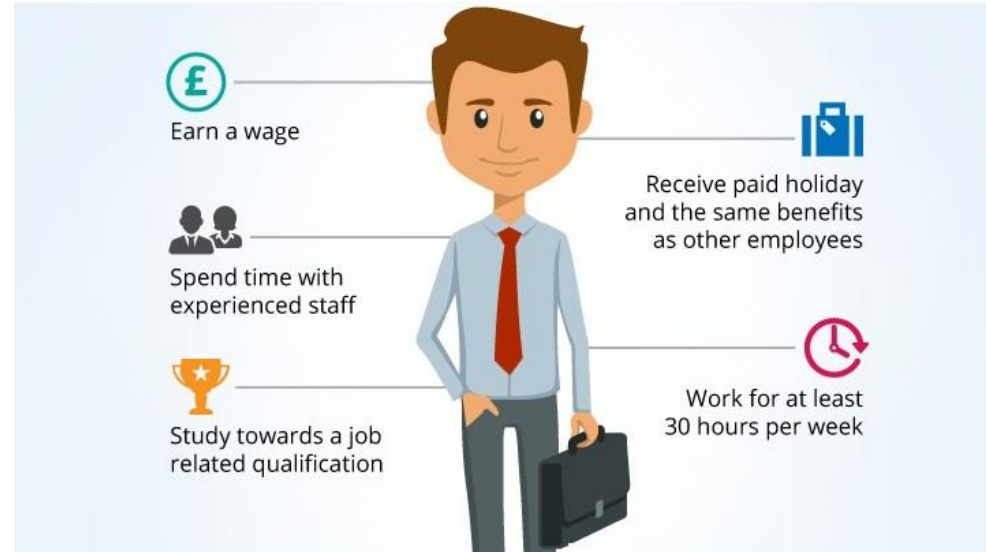 £
Earn a wage
Spend time with
experienced staff
Study towards a job
related qualification
Receive paid holiday
and the same benefits
as other employees
Work for at least
30 hours per week